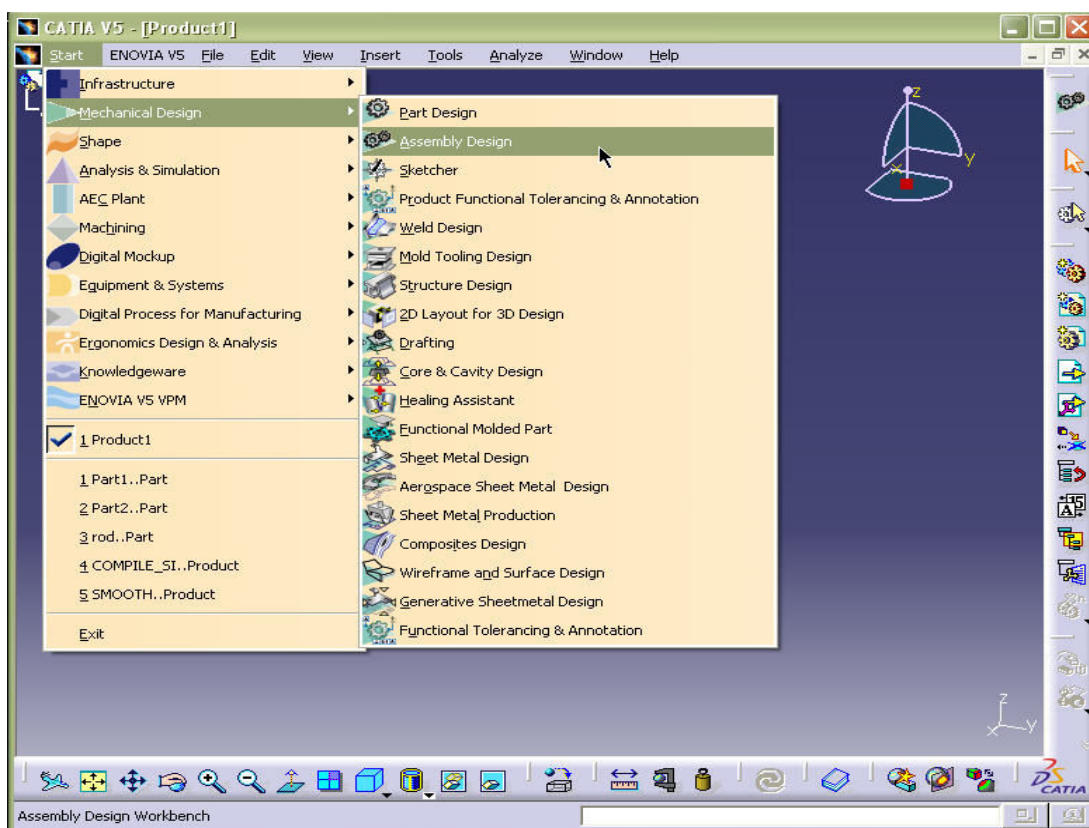 CATIA V5 - [Product1]
Start ENOVIA V5 File Edit View Insert Tools Analyze Window Help
Infrastructure
Mechanical Design
Shape
Analysis & Simulation
AEC Plant
Machining
Digital Mockup
Equipment & Systems
Digital Process for Manufacturing
Ergonomics Design & Analysis
Knowledgeware
ENOVIA V5 VPM
1 Product1
1 Part1..Part
2 Part2..Part
3 rod..Part
4 COMPILE_SI..Product
5 SMOOTH..Product
Exit
Part Design
Assembly Design
Sketcher
Product Functional Tolerancing & Annotation
Weld Design
Mold Tooling Design
Structure Design
2D Layout for 3D Design
Drafting
Core & Cavity Design
Healing Assistant
Functional Molded Part
Sheet Metal Design
Aerospace Sheet Metal Design
Sheet Metal Production
Composites Design
Wireframe and Surface Design
Generative Sheetmetal Design
Functional Tolerancing & Annotation
z
y
x
15
A
z
x y
CATIA
Assembly Design Workbench